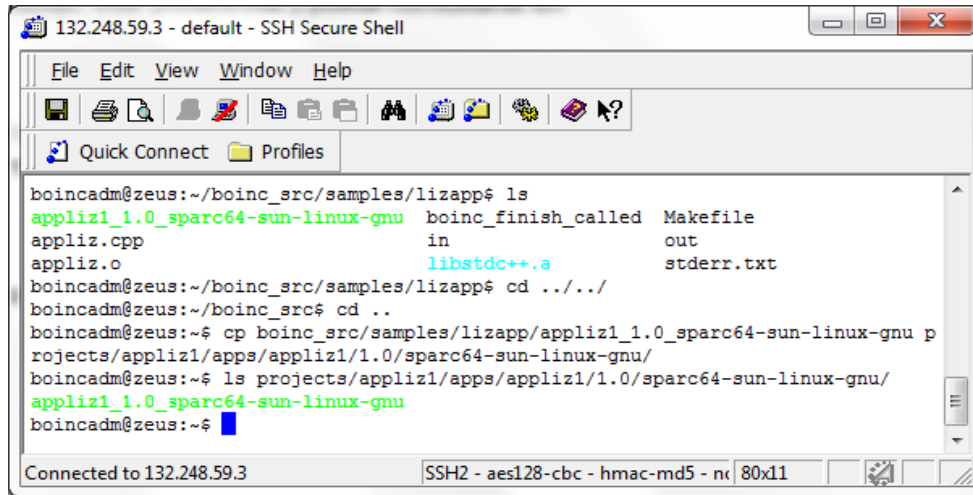 132.248.59.3 - default - SSH Secure Shell
File Edit View Window Help
Quick Connect Profiles
boincadm@zeus:~/boinc_src/samples/lizapp$ ls
appliz1_1.0_sparc64-sun-linux-gnu boinc_finish_called Makefile
appliz.cpp in out
appliz.o libstdc++.a stderr.txt
boincadm@zeus:~/boinc_src/samples/lizapp$ cd ../../
boincadm@zeus:~/boinc_src$ cd ..
boincadm@zeus:~$ cp boinc_src/samples/lizapp/appliz1_1.0_sparc64-sun-linux-gnu p
rojects/appliz1/apps/appliz1/1.0/sparc64-sun-linux-gnu/
boincadm@zeus:~$ ls projects/appliz1/apps/appliz1/1.0/sparc64-sun-linux-gnu/
appliz1_1.0_sparc64-sun-linux-gnu
boincadm@zeus:~$
Connected to 132.248.59.3 SSH2 - aes128-cbc - hmac-md5 - 80x11